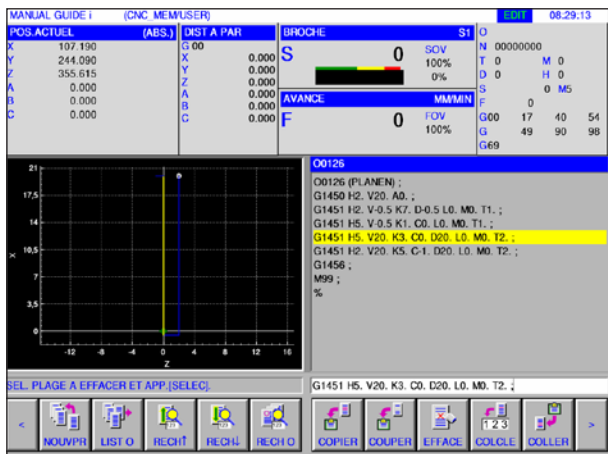 MANUAL GUIDE i (CNC_MEM/USER) EDIT 08:29:13
POS.ACTUEL (ABS.) DIST A PAR BROCHE S1 O
X 107.190 G 00 N 00000000
Y 244.090 X 0.000 S 0 SOV T 0 M 0
Z 355.615 Y 0.000 100% D 0 H 0
A 0.000 Z 0.000 0% S 0 M5
B 0.000 A 0.000 AVANCE MM/MIN F 0
C 0.000 B 0.000 F 0 FOV G00 17 40 54
C 0.000 100% G 49 90 98
G69
O0126
O0126 (PLANEN) ;
G1450 H2. V20. A0. ;
G1451 H2. V-0.5 K7. D-0.5 L0. M0. T1. ;
G1451 H5. V-0.5 K1. C0. L0. M0. T1. ;
G1451 H5. V20. K3. C0. D20. L0. M0. T2. ;
G1451 H2. V20. K5. C-1. D20. L0. M0. T2. ;
G1456 ;
M99 ;
%
21
17,5
14
10,5
X
7
3,5
0
-12 -8 -4 0 4 8 12 16
Z
SEL. PLAGE A EFFACER ET APP.[SELEC]. G1451 H5. V20. K3. C0. D20. L0. M0. T2. ;
< NOUVPR LIST O RECH↑ RECH↓ RECH O COPIER COUPER EFFACE COLCLE COLLER >
123